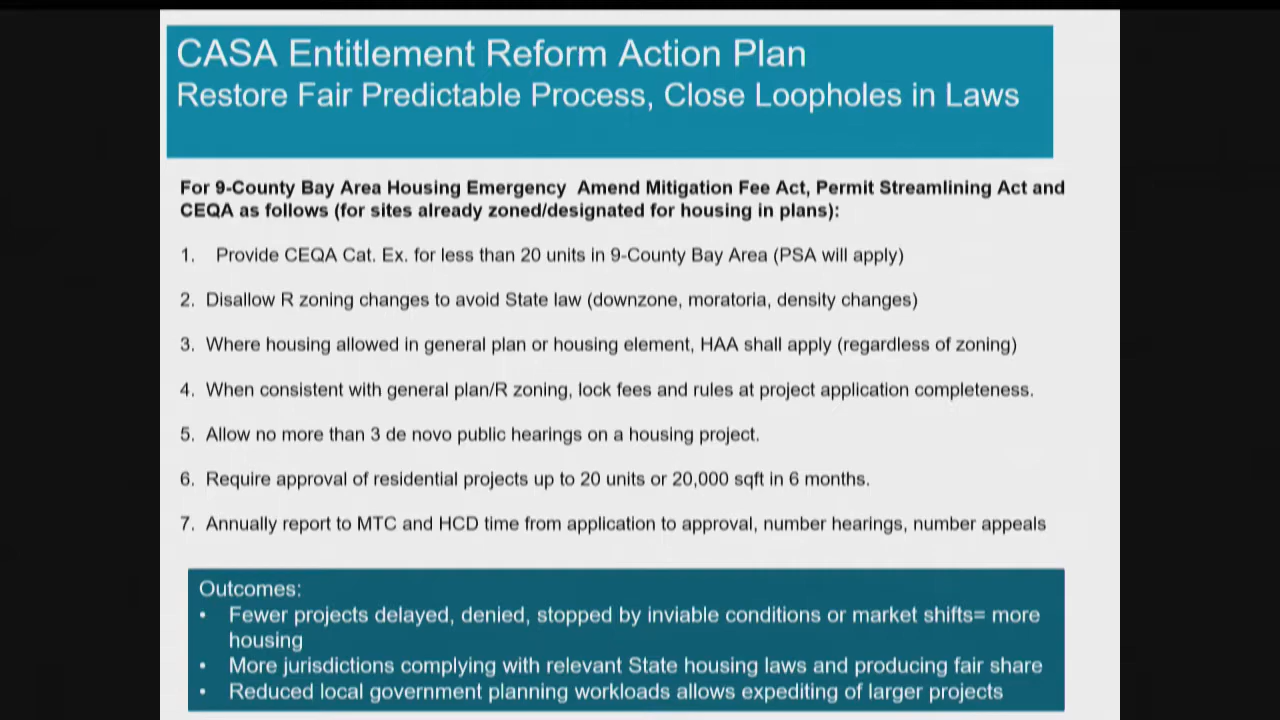 CASA Entitlement Reform Action Plan
Restore Fair Predictable Process, Close Loopholes in Laws
For 9-County Bay Area Housing Emergency  Amend Mitigation Fee Act, Permit Streamlining Act and
CEQA as follows (for sites already zoned/designated for housing in plans):
1. Provide CEQA Cat. Ex. for less than 20 units in 9-County Bay Area (PSA will apply)
2. Disallow R zoning changes to avoid State law (downzone, moratoria, density changes)
3. Where housing allowed in general plan or housing element, HAA shall apply (regardless of zoning)
4. When consistent with general plan/R zoning, lock fees and rules at project application completeness.
5. Allow no more than 3 de novo public hearings on a housing project.
6. Require approval of residential projects up to 20 units or 20,000 sqft in 6 months.
7. Annually report to MTC and HCD time from application to approval, number hearings, number appeals
Outcomes:
• Fewer projects delayed, denied, stopped by inviable conditions or market shifts= more
housing
• More jurisdictions complying with relevant State housing laws and producing fair share
• Reduced local government planning workloads allows expediting of larger projects